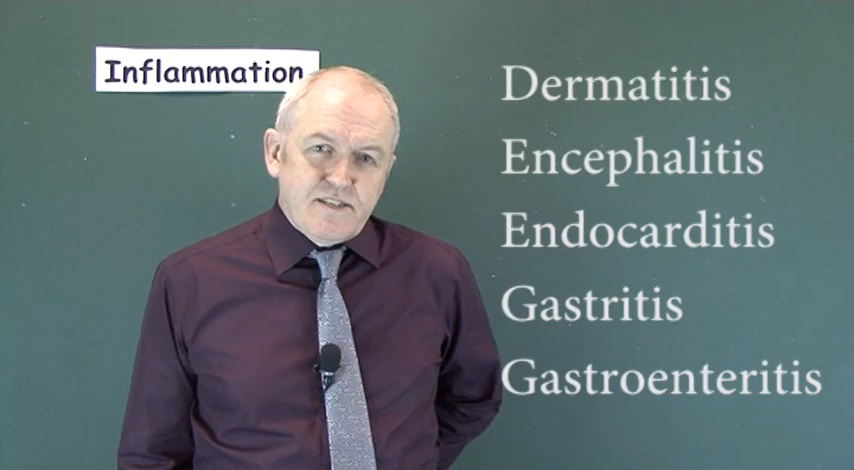 Inflammation
Dermatitis
Encephalitis
Endocarditis
Gastritis
Gastroenteritis